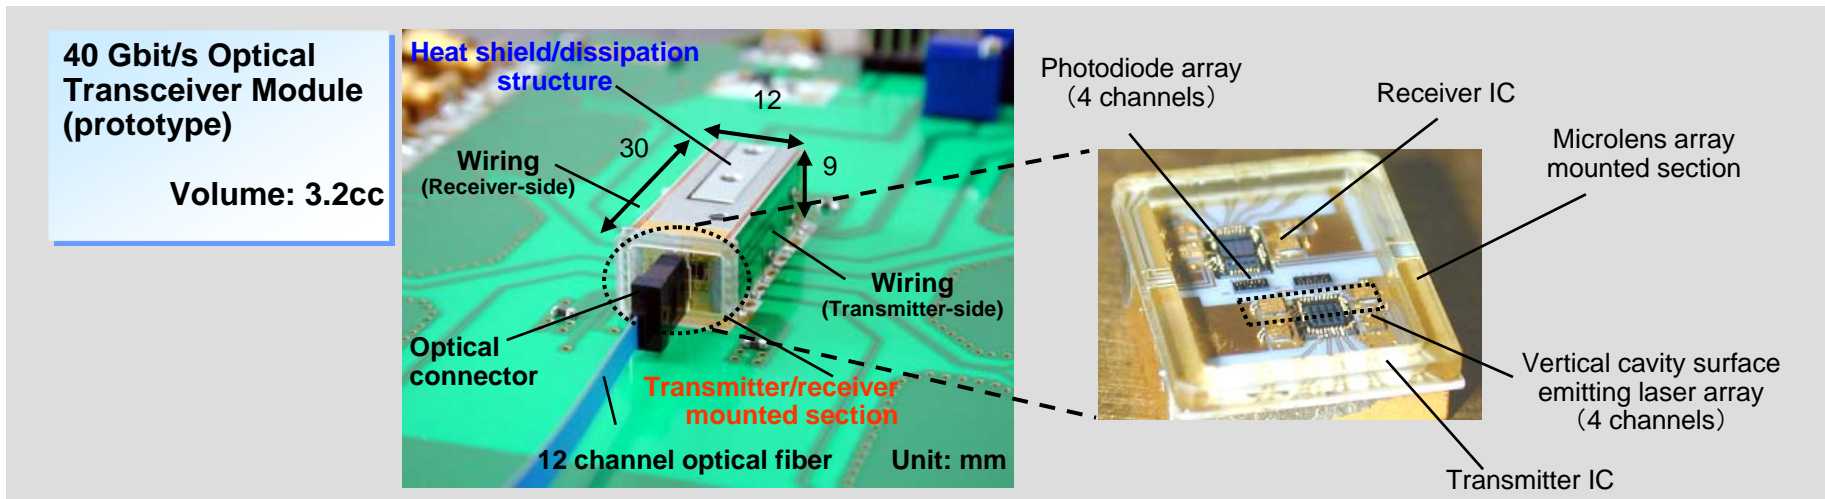 40 Gbit/s Optical
Transceiver Module
(prototype)
Volume: 3.2cc
Heat shield/dissipation
structure
12
30
9
Wiring
(Receiver-side)
Wiring
(Transmitter-side)
Optical
connector
Transmitter/receiver
mounted section
12 channel optical fiber
Unit: mm
Photodiode array
（4 channels）
Receiver IC
Microlens array
mounted section
Vertical cavity surface
emitting laser array
（4 channels）
Transmitter IC